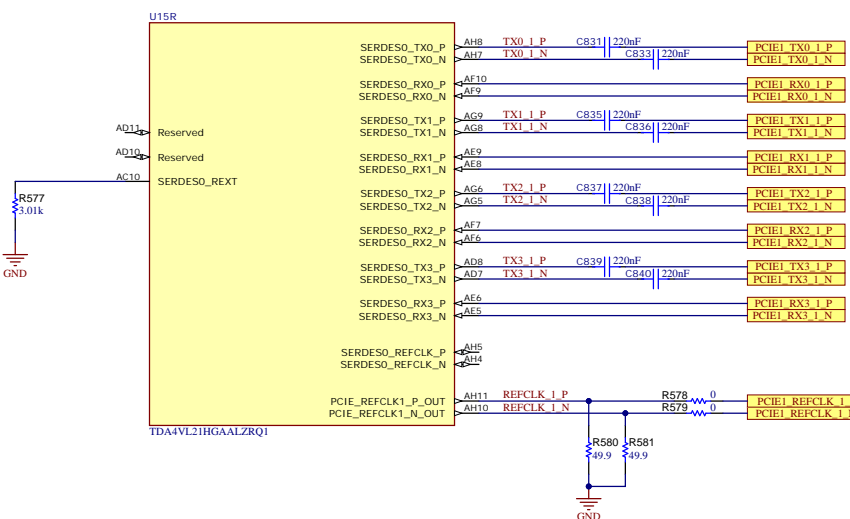 U15R
SERDES0_TX0_P AH8 TX0_1_P C831 220nF PCIE1_TX0_1_P
SERDES0_TX0_N AH7 TX0_1_N C833 220nF PCIE1_TX0_1_N
SERDES0_RX0_P AF10 PCIE1_RX0_1_P
SERDES0_RX0_N AF9 PCIE1_RX0_1_N
SERDES0_TX1_P AG9 TX1_1_P C835 220nF PCIE1_TX1_1_P
AD11 Reserved SERDES0_TX1_N AG8 TX1_1_N C836 220nF PCIE1_TX1_1_N
AD10 Reserved SERDES0_RX1_P AE9 PCIE1_RX1_1_P
SERDES0_RX1_N AE8 PCIE1_RX1_1_N
AC10 SERDES0_REXT
R577
3.01k
GND
SERDES0_TX2_P AG6 TX2_1_P C837 220nF PCIE1_TX2_1_P
SERDES0_TX2_N AG5 TX2_1_N C838 220nF PCIE1_TX2_1_N
SERDES0_RX2_P AF7 PCIE1_RX2_1_P
SERDES0_RX2_N AF6 PCIE1_RX2_1_N
SERDES0_TX3_P AD8 TX3_1_P C839 220nF PCIE1_TX3_1_P
SERDES0_TX3_N AD7 TX3_1_N C840 220nF PCIE1_TX3_1_N
SERDES0_RX3_P AE6 PCIE1_RX3_1_P
SERDES0_RX3_N AE5 PCIE1_RX3_1_N
SERDES0_REFCLK_P AH5
SERDES0_REFCLK_N AH4
PCIE_REFCLK1_P_OUT AH11 REFCLK_1_P R578 0 PCIE1_REFCLK_1
PCIE_REFCLK1_N_OUT AH10 REFCLK_1_N R579 0 PCIE1_REFCLK_1
TDA4VL21HGAALZRQ1
R580 R581
49.9 49.9
GND